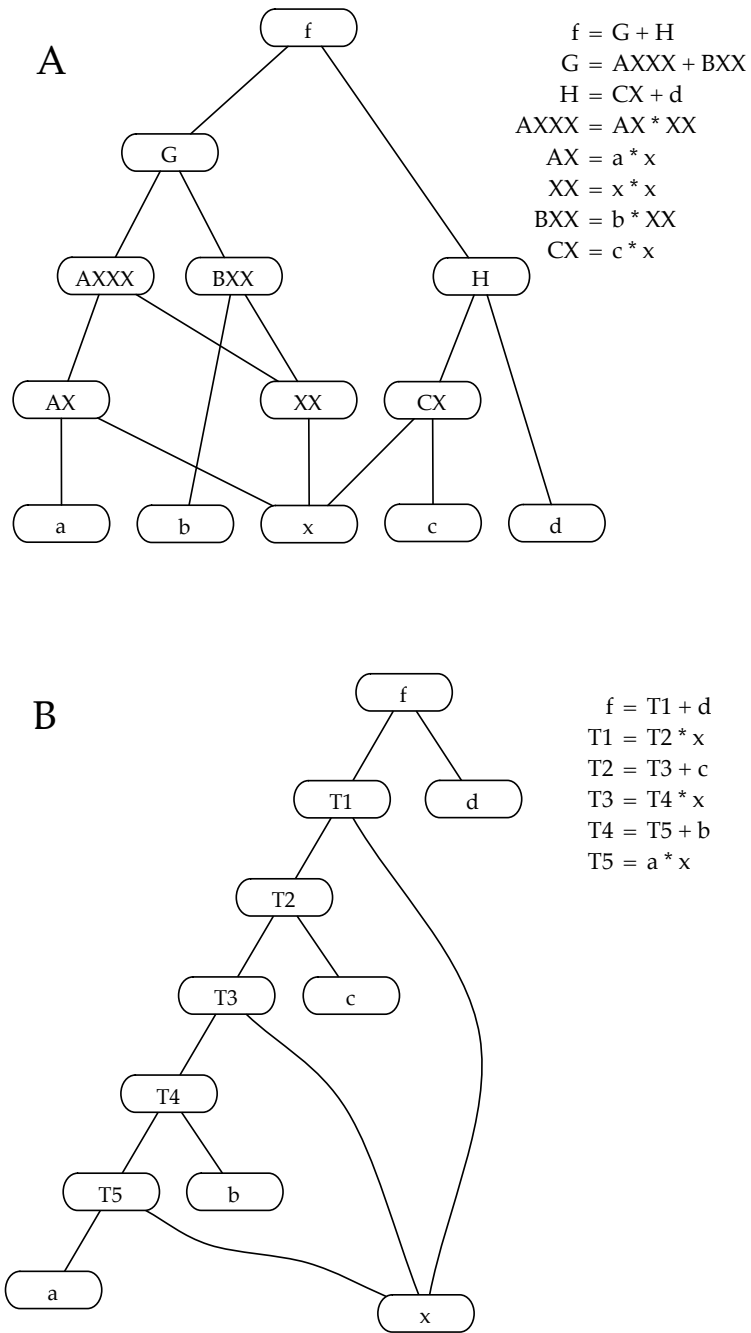 A
f
f = G + H
G = AXXX + BXX
H = CX + d
AXXX = AX * XX
AX = a * x
XX = x * x
BXX = b * XX
CX = c * x
G
AXXX BXX H
AX XX CX
a b x c d
B
f
f = T1 + d
T1 = T2 * x
T2 = T3 + c
T3 = T4 * x
T4 = T5 + b
T5 = a * x
T1 d
T2
T3 c
T4
T5 b
a
x